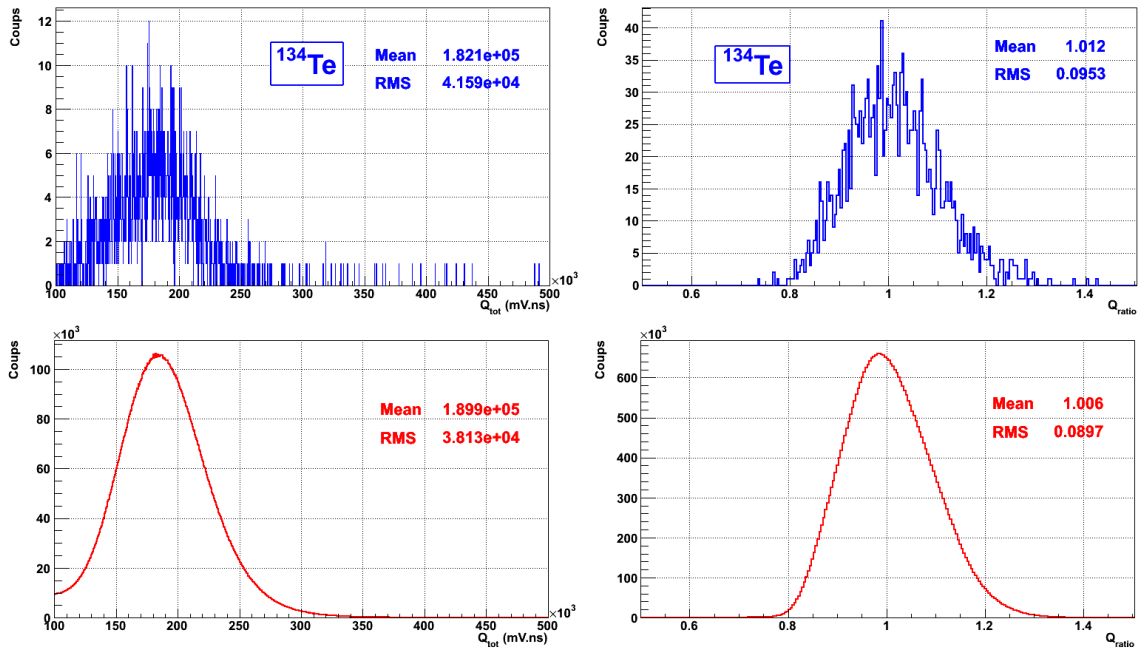 Coups
12
10
8
6
4
2
0
134Te
Mean 1.821e+05
RMS 4.159e+04
100 150 200 250 300 350 400 450 500 ×10³
Qtot (mV.ns)
Coups
40
35
30
25
20
15
10
5
0
134Te
Mean 1.012
RMS 0.0953
0.6 0.8 1 1.2 1.4
Qratio
×10³
Coups
100
80
60
40
20
0
Mean 1.899e+05
RMS 3.813e+04
100 150 200 250 300 350 400 450 500 ×10³
Qtot (mV.ns)
×10³
Coups
600
500
400
300
200
100
0
Mean 1.006
RMS 0.0897
0.6 0.8 1 1.2 1.4
Qratio